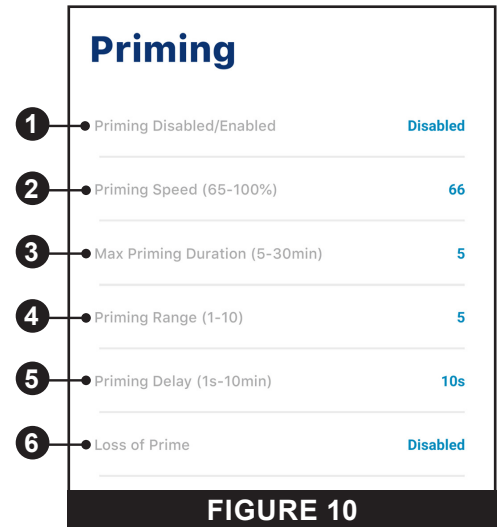 Priming
1 Priming Disabled/Enabled Disabled
2 Priming Speed (65-100%) 66
3 Max Priming Duration (5-30min) 5
4 Priming Range (1-10) 5
5 Priming Delay (1s-10min) 10s
6 Loss of Prime Disabled
FIGURE 10